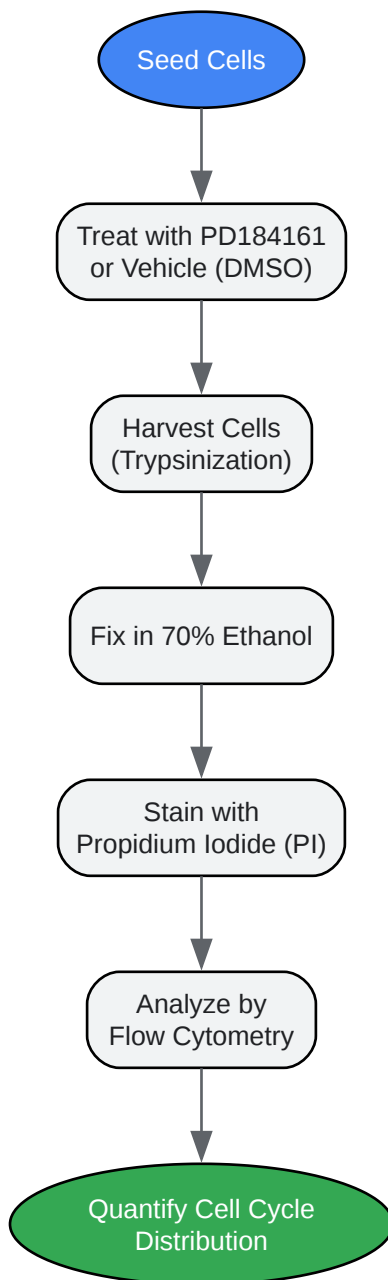 Seed Cells
Treat with PD184161
or Vehicle (DMSO)
Harvest Cells
(Trypsinization)
Fix in 70% Ethanol
Stain with
Propidium Iodide (PI)
Analyze by
Flow Cytometry
Quantify Cell Cycle
Distribution